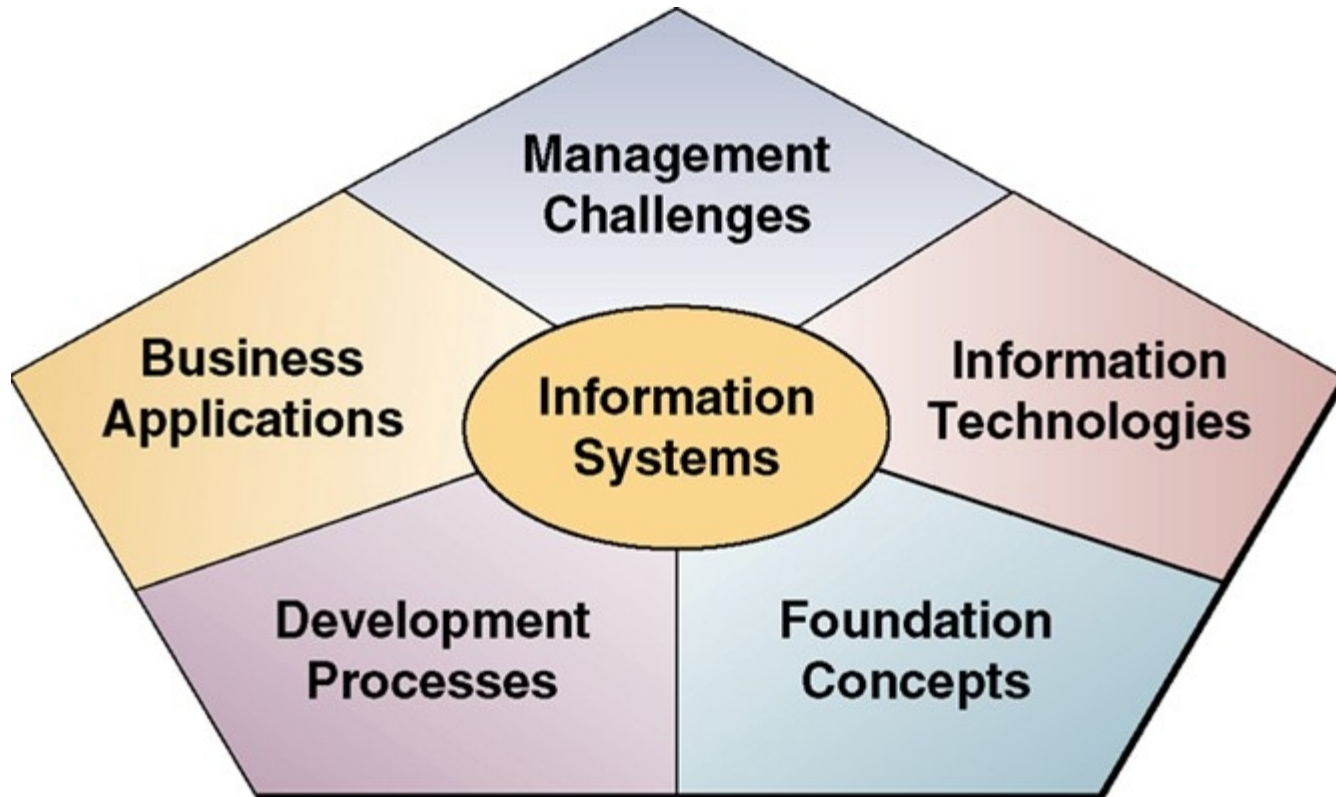 Management
Challenges
Business
Applications
Information
Systems
Information
Technologies
Development
Processes
Foundation
Concepts